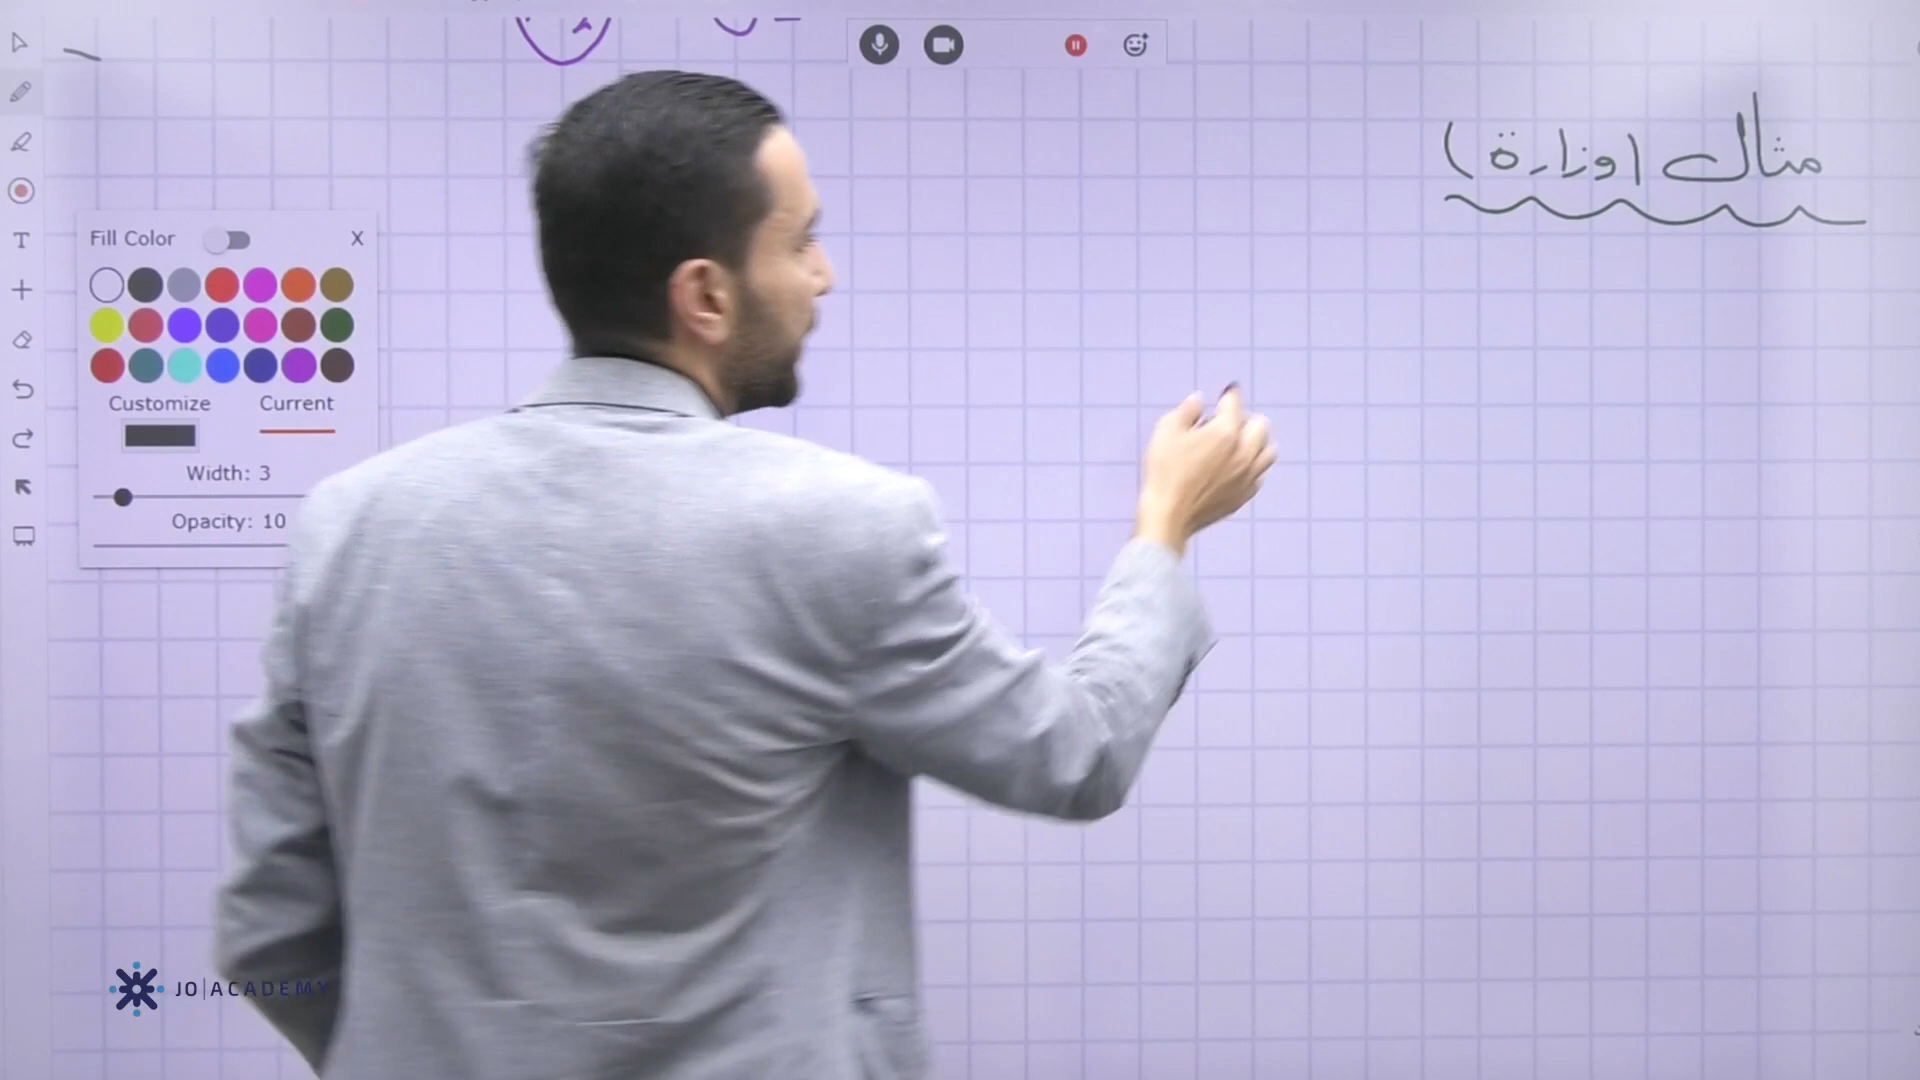 مثال (وزارة)
Fill Color X
Customize Current
Width: 3
Opacity: 10
JO|ACADEMY